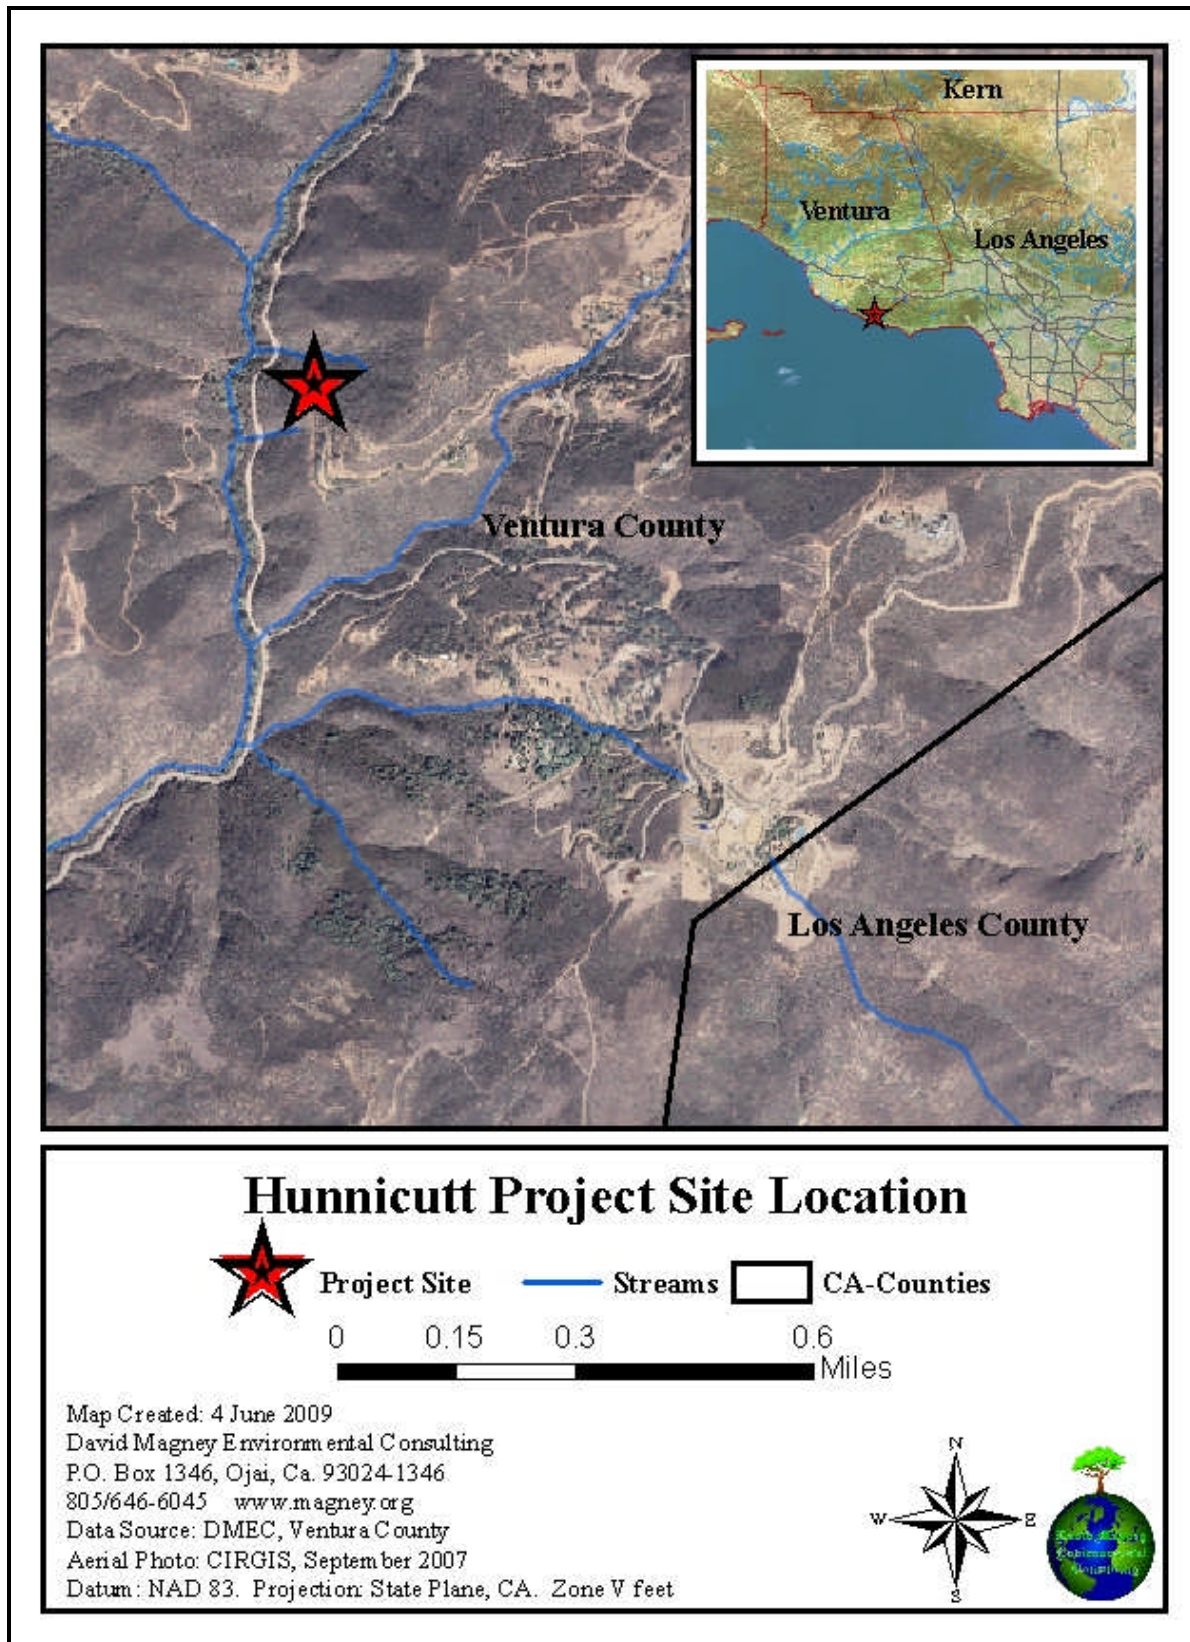 Kern
Ventura
Los Angeles
Ventura County
Los Angeles County
Hunnicutt Project Site Location
Project Site
Streams
CA-Counties
0 0.15 0.3 0.6
Miles
Map Created: 4 June 2009
David Magney Environmental Consulting
P.O. Box 1346, Ojai, Ca. 93024-1346
805/646-6045 www.magney.org
Data Source: DMEC, Ventura County
Aerial Photo: CIRGIS, September 2007
Datum: NAD 83. Projection: State Plane, CA. Zone V feet
N
W E
S